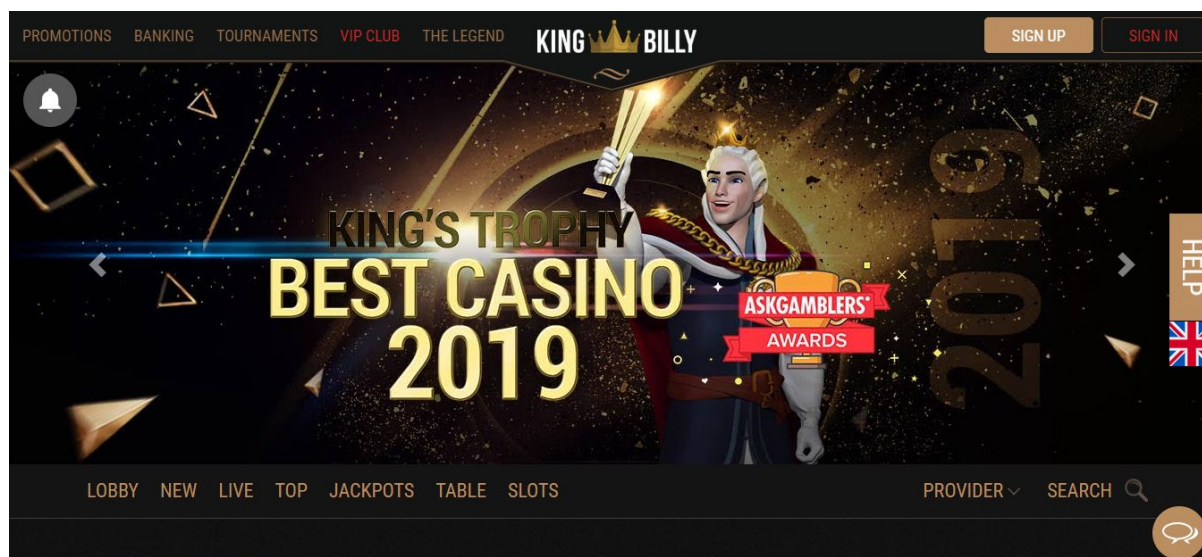 PROMOTIONS BANKING TOURNAMENTS VIP CLUB THE LEGEND KING BILLY SIGN UP SIGN IN
KING'S TROPHY
BEST CASINO
2019
ASKGAMBLERS®
AWARDS
2019
HELP
LOBBY NEW LIVE TOP JACKPOTS TABLE SLOTS PROVIDER SEARCH